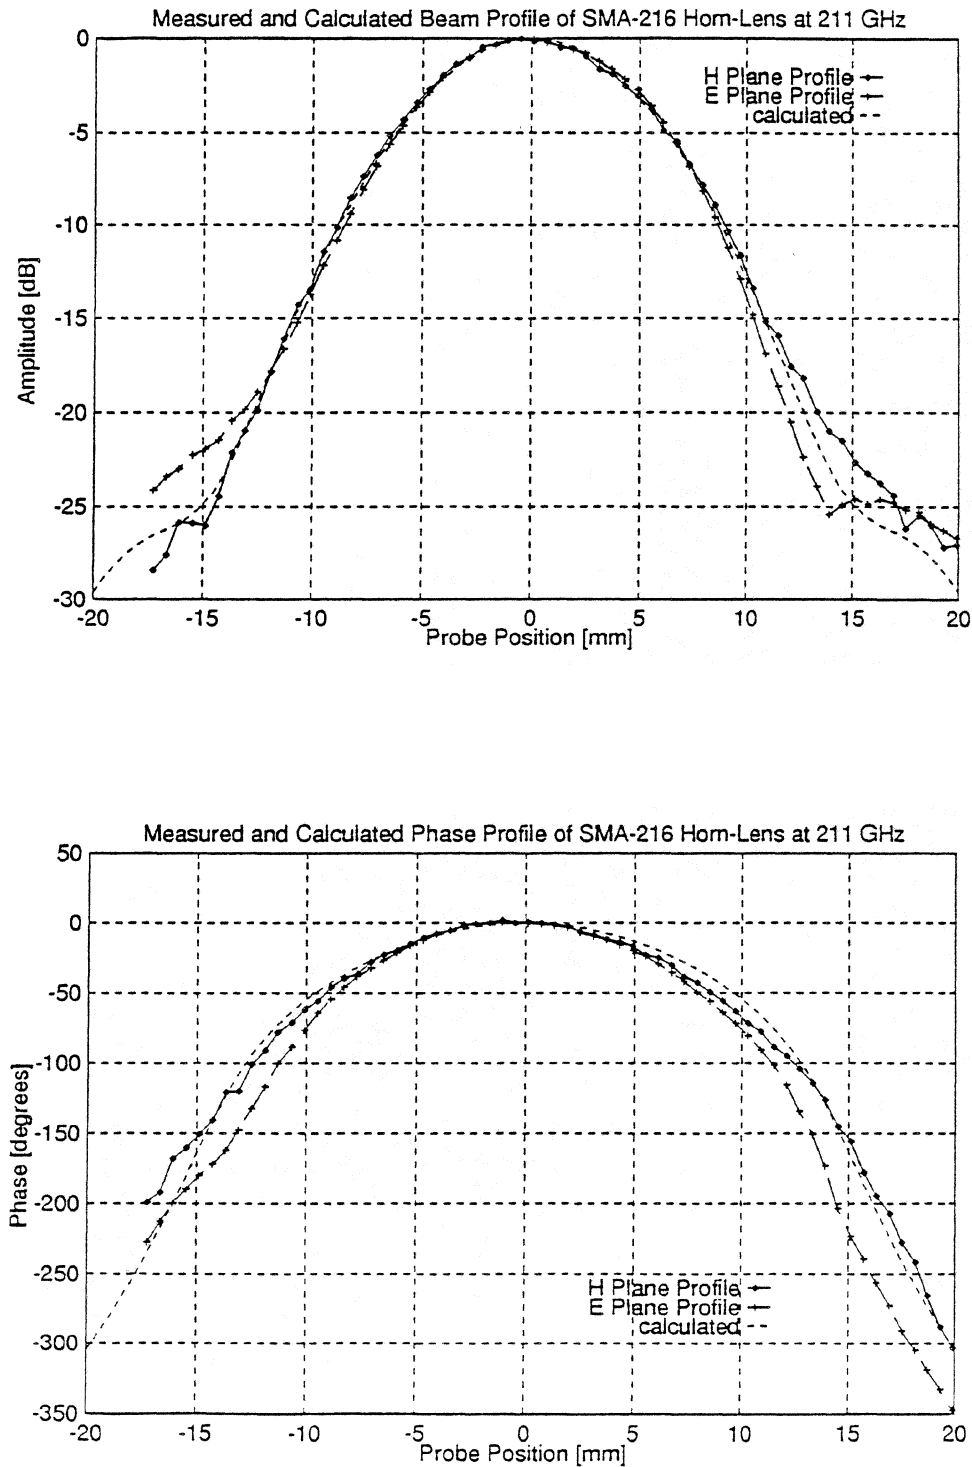 Measured and Calculated Beam Profile of SMA-216 Horn-Lens at 211 GHz
0
-5
-10
-15
-20
-25
-30
Amplitude [dB]
H Plane Profile
E Plane Profile
calculated
-20 -15 -10 -5 0 5 10 15 20
Probe Position [mm]
Measured and Calculated Phase Profile of SMA-216 Horn-Lens at 211 GHz
50
0
-50
-100
-150
-200
-250
-300
-350
Phase [degrees]
H Plane Profile
E Plane Profile
calculated
-20 -15 -10 -5 0 5 10 15 20
Probe Position [mm]